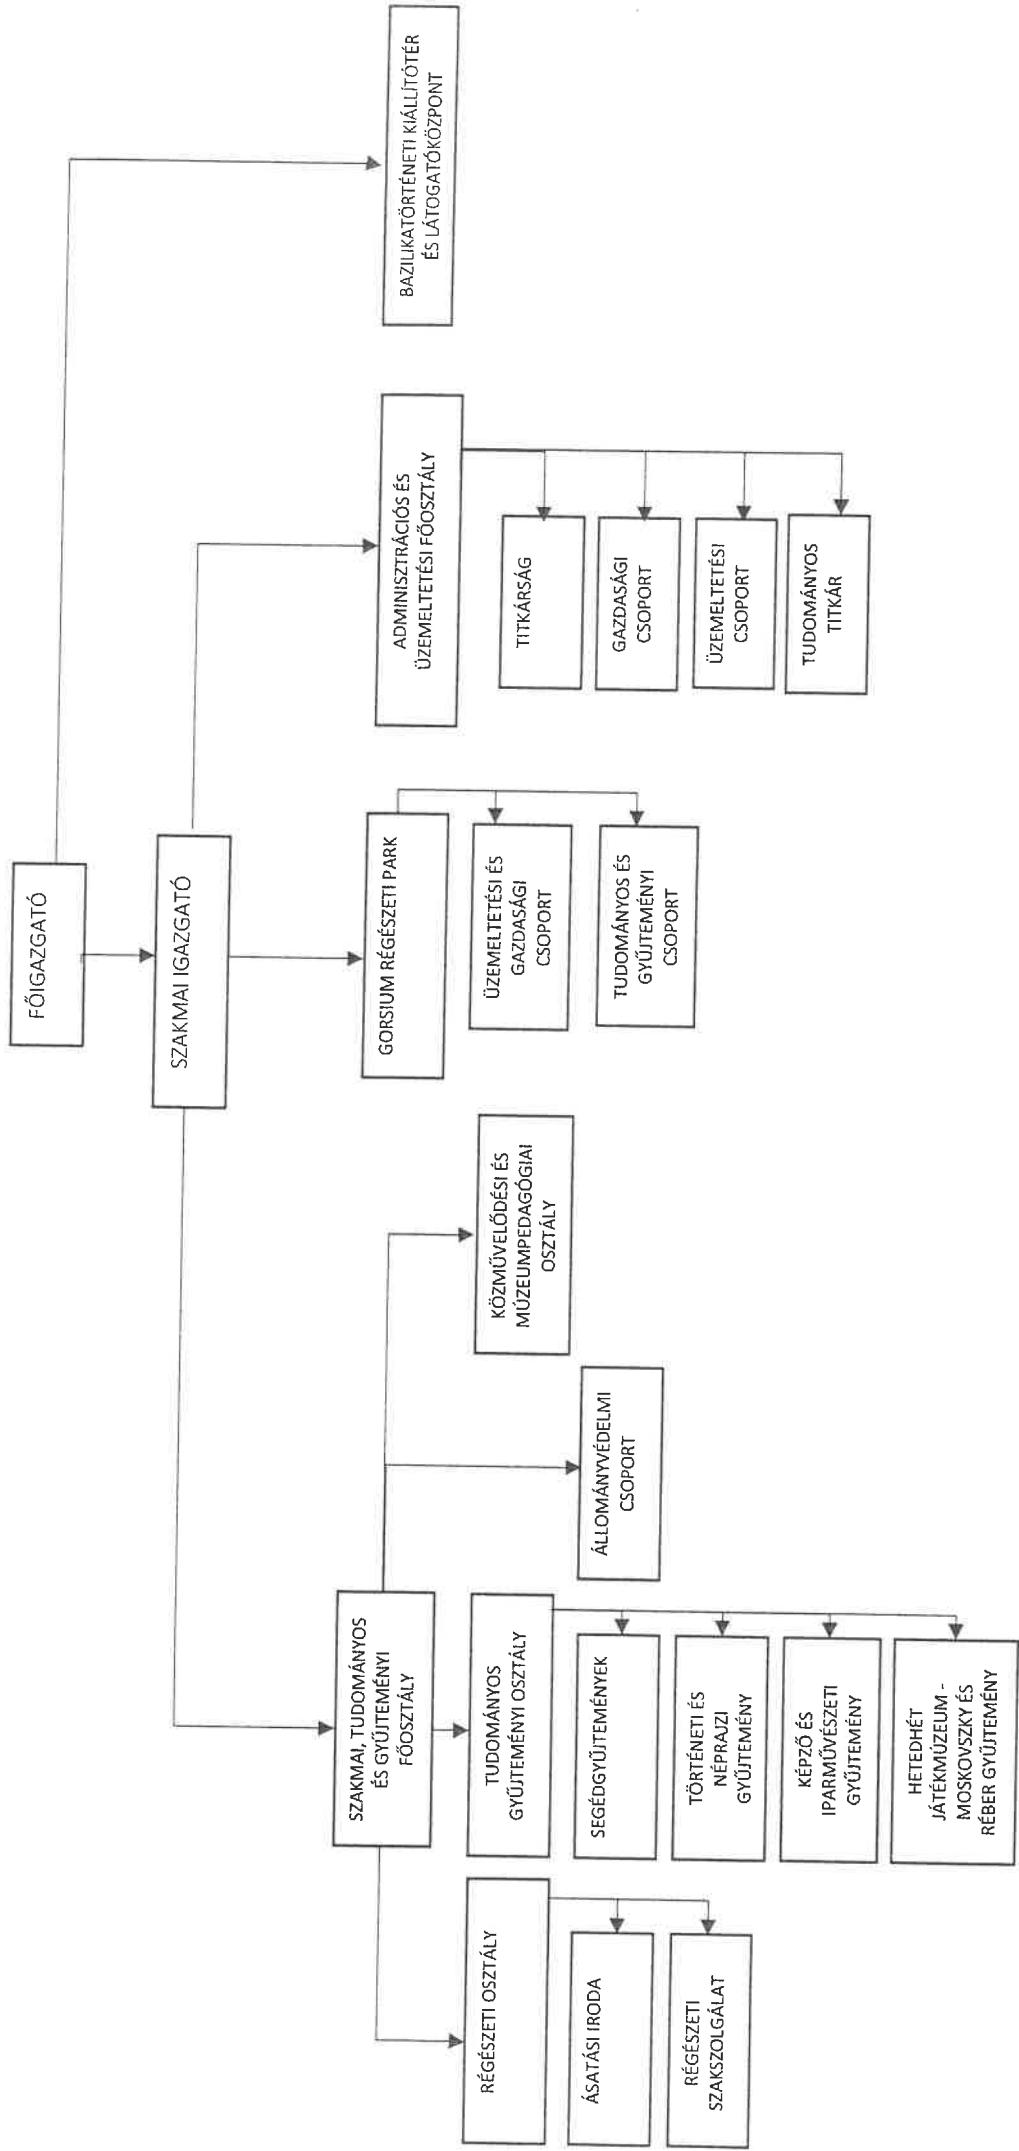 FŐIGAZGATÓ
SZAKMAI IGAZGATÓ
SZAKMAI, TUDOMÁNYOS
ÉS GYŰJTEMÉNYI
FŐOSZTÁLY
RÉGÉSZETI OSZTÁLY
ÁSATÁSI IRODA
RÉGÉSZETI
SZAKSZOLGÁLAT
TUDOMÁNYOS
GYŰJTEMÉNYI OSZTÁLY
SEGÉDGYŰJTEMÉNYEK
TÖRTÉNETI ÉS
NÉPRAJZI
GYŰJTEMÉNY
KÉPZŐ ÉS
IPARMŰVÉSZETI
GYŰJTEMÉNY
HETEDHÉT
JÁTÉKMÚZEUM -
MOSKOVSZKY ÉS
RÉBER GYŰJTEMÉNY
ÁLLOMÁNYVÉDELMI
CSOPORT
KÖZMŰVELŐDÉSI ÉS
MÚZEUMPEDAGÓGIAI
OSZTÁLY
GORSIUM RÉGÉSZETI PARK
ÜZEMELTETÉSI ÉS
GAZDASÁGI
CSOPORT
TUDOMÁNYOS ÉS
GYŰJTEMÉNYI
CSOPORT
ADMINISZTRÁCIÓS ÉS
ÜZEMELTETÉSI FŐOSZTÁLY
TITKÁRSÁG
GAZDASÁGI
CSOPORT
ÜZEMELTETÉSI
CSOPORT
TUDOMÁNYOS
TITKÁR
BAZILIKATÖRTÉNETI KIÁLLÍTÓTÉR
ÉS LÁTOGATÓKÖZPONT